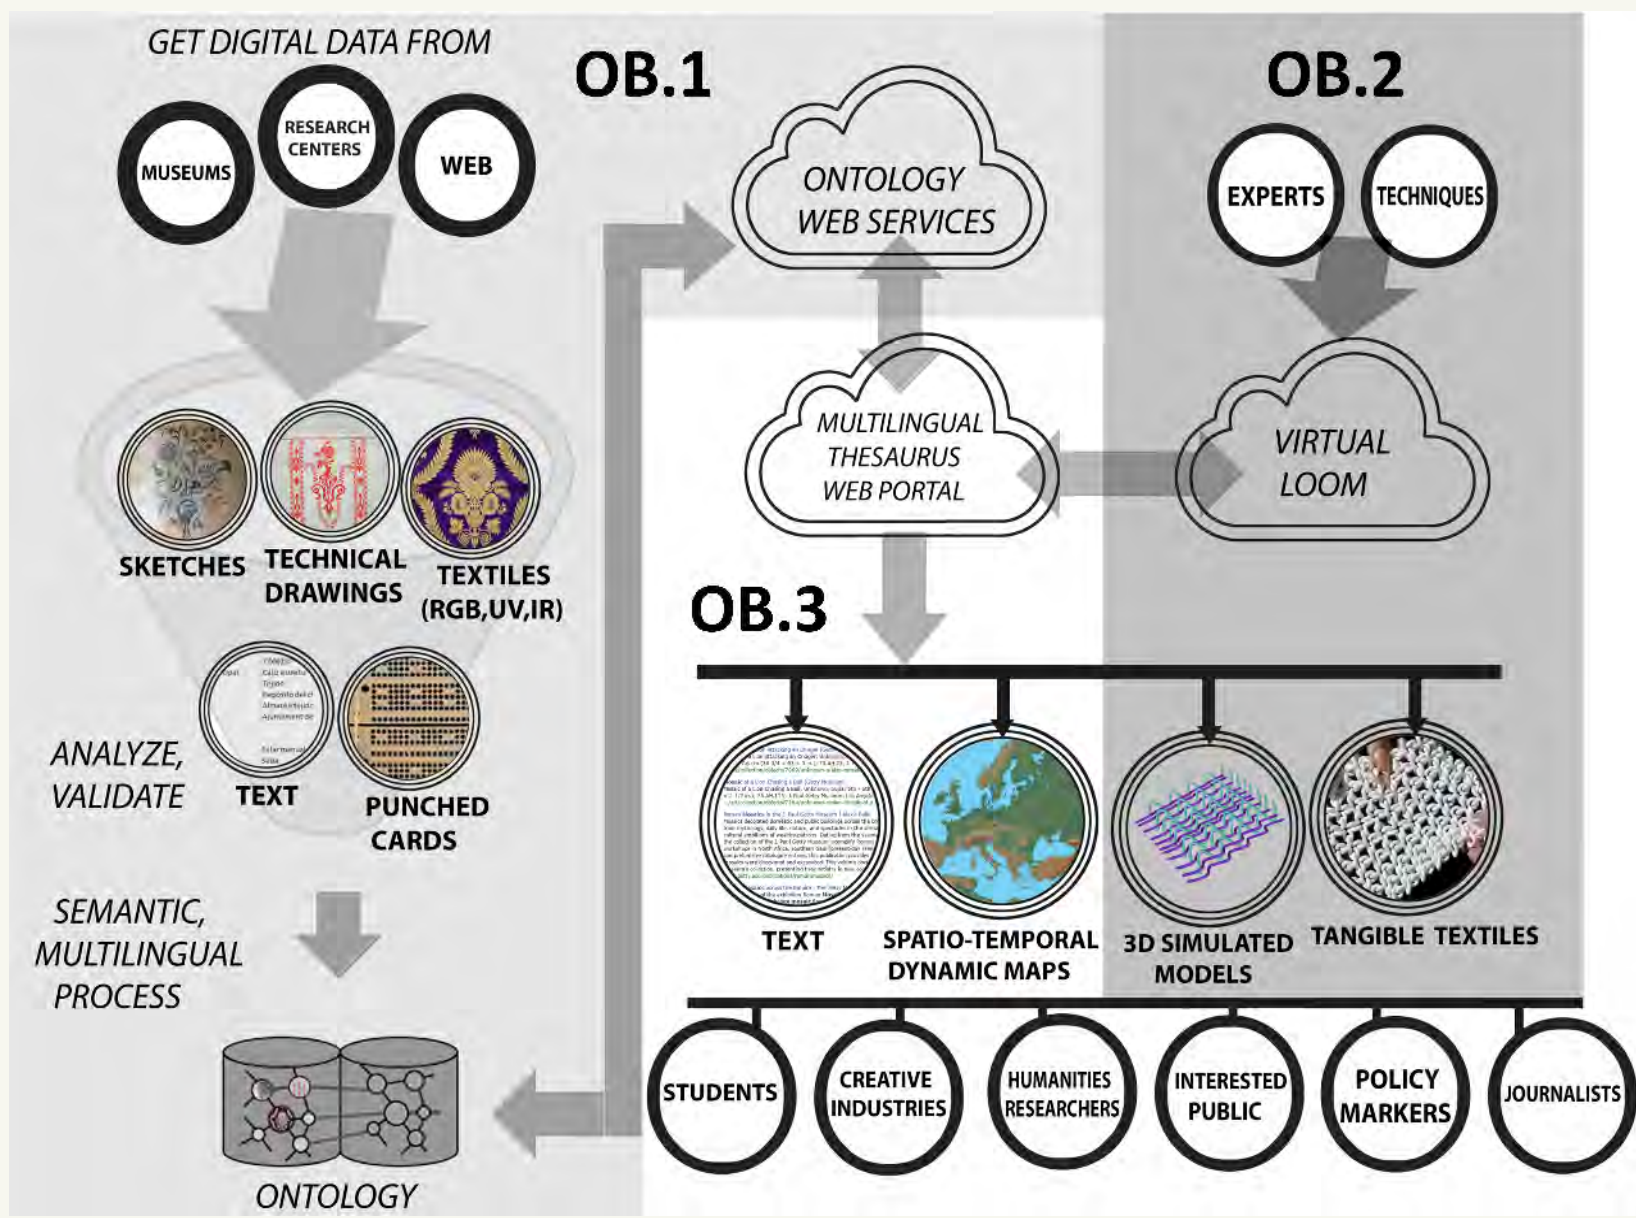 GET DIGITAL DATA FROM
MUSEUMS
RESEARCH
CENTERS
WEB
OB.1
ONTOLOGY
WEB SERVICES
OB.2
EXPERTS
TECHNIQUES
MULTILINGUAL
THESAURUS
WEB PORTAL
VIRTUAL
LOOM
SKETCHES
TECHNICAL
DRAWINGS
TEXTILES
(RGB,UV,IR)
ANALYZE,
VALIDATE
TEXT
PUNCHED
CARDS
SEMANTIC,
MULTILINGUAL
PROCESS
ONTOLOGY
OB.3
TEXT
SPATIO-TEMPORAL
DYNAMIC MAPS
3D SIMULATED
MODELS
TANGIBLE TEXTILES
STUDENTS
CREATIVE
INDUSTRIES
HUMANITIES
RESEARCHERS
INTERESTED
PUBLIC
POLICY
MARKERS
JOURNALISTS